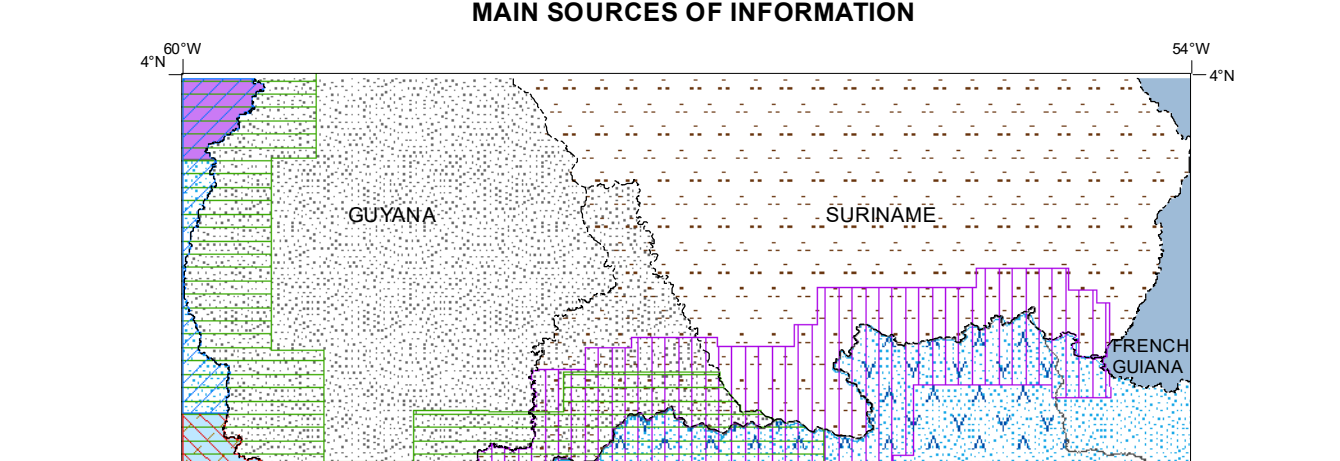 MAIN SOURCES OF INFORMATION
60°W
54°W
4°N
4°N
GUYANA
SURINAME
FRENCH
GUIANA